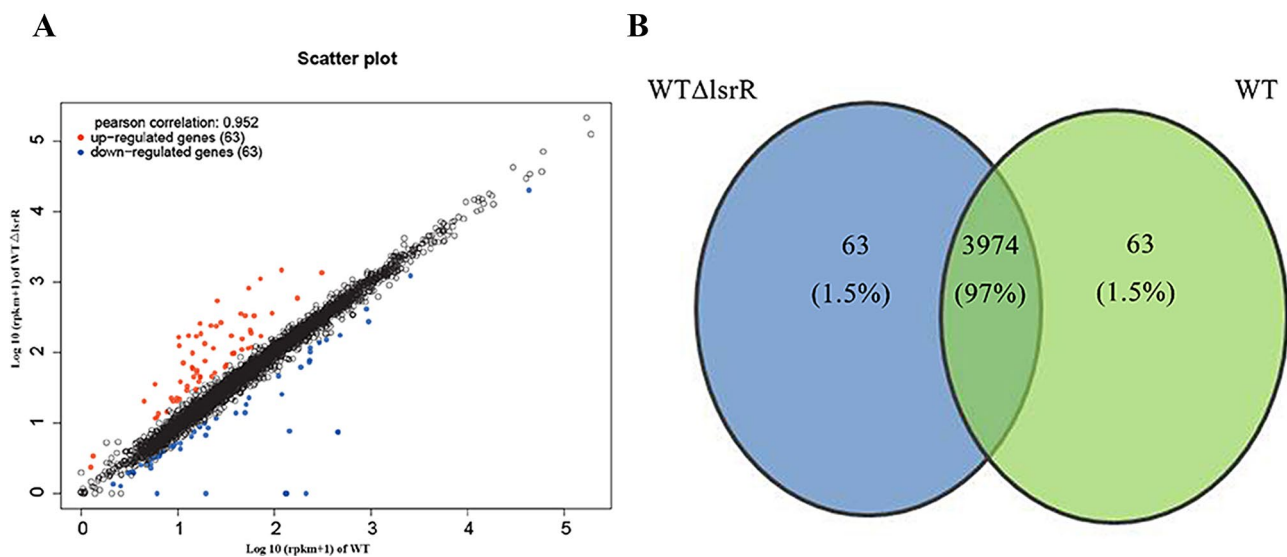 A
Scatter plot
pearson correlation: 0.952
up-regulated genes (63)
down-regulated genes (63)
Log 10 (rpkm+1) of WT ΔlsrR
5
4
3
2
1
0
0 1 2 3 4 5
Log 10 (rpkm+1) of WT
B
WTΔlsrR WT
63 3974 63
(1.5%) (97%) (1.5%)